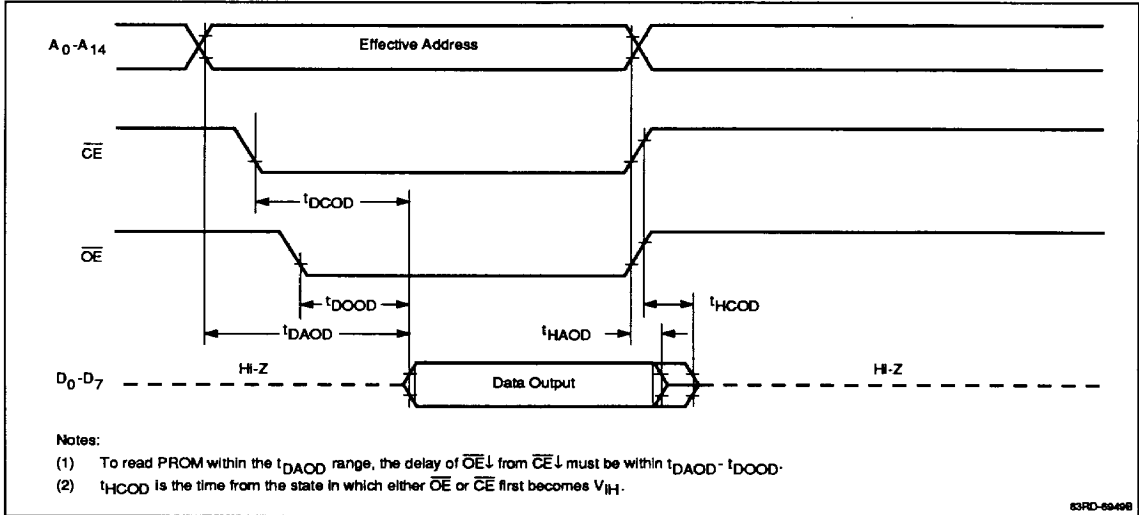 A0-A14
Effective Address
CE
tDCOD
OE
tDOOD
tHCOD
tDAOD
tHAOD
Hi-Z
Hi-Z
D0-D7
Data Output
Notes:
(1) To read PROM within the tDAOD range, the delay of OE↓ from CE↓ must be within tDAOD- tDOOD.
(2) tHCOD is the time from the state in which either OE or CE first becomes VIH.
83RD-6949B